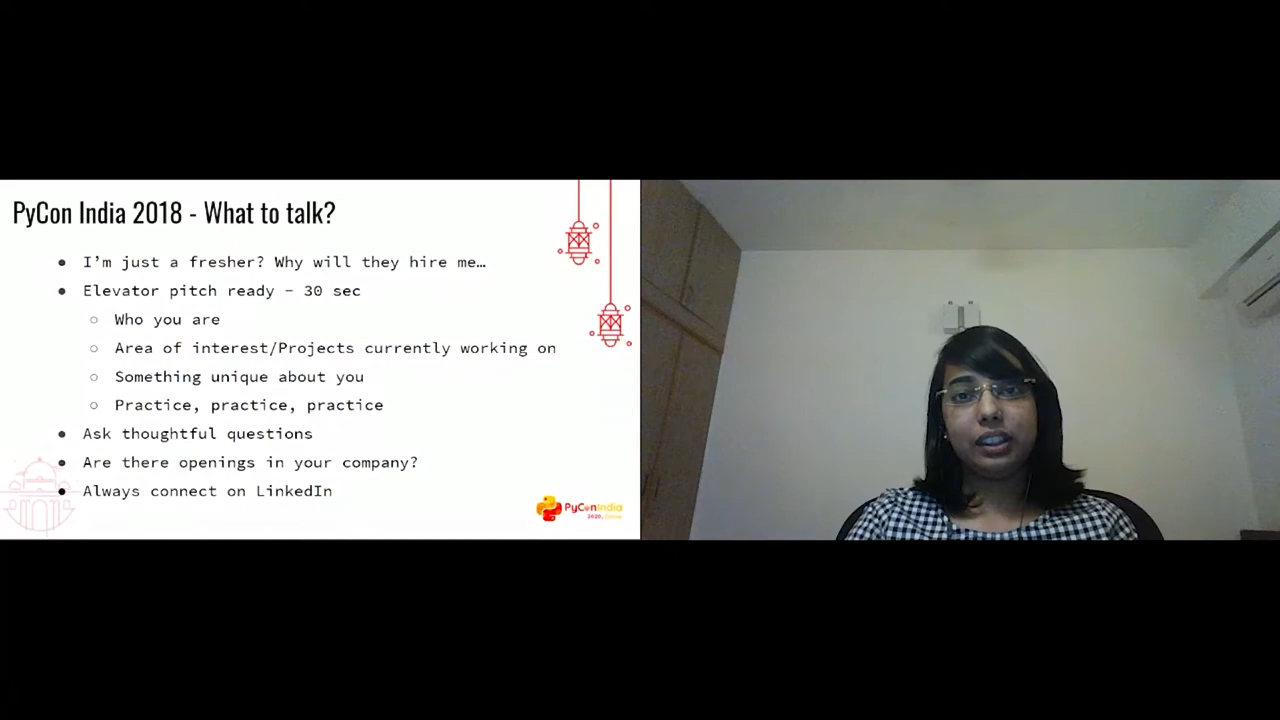 PyCon India 2018 - What to talk?
● I’m just a fresher? Why will they hire me…
● Elevator pitch ready - 30 sec
○ Who you are
○ Area of interest/Projects currently working on
○ Something unique about you
○ Practice, practice, practice
● Ask thoughtful questions
● Are there openings in your company?
● Always connect on LinkedIn
PyConIndia
2020, Online